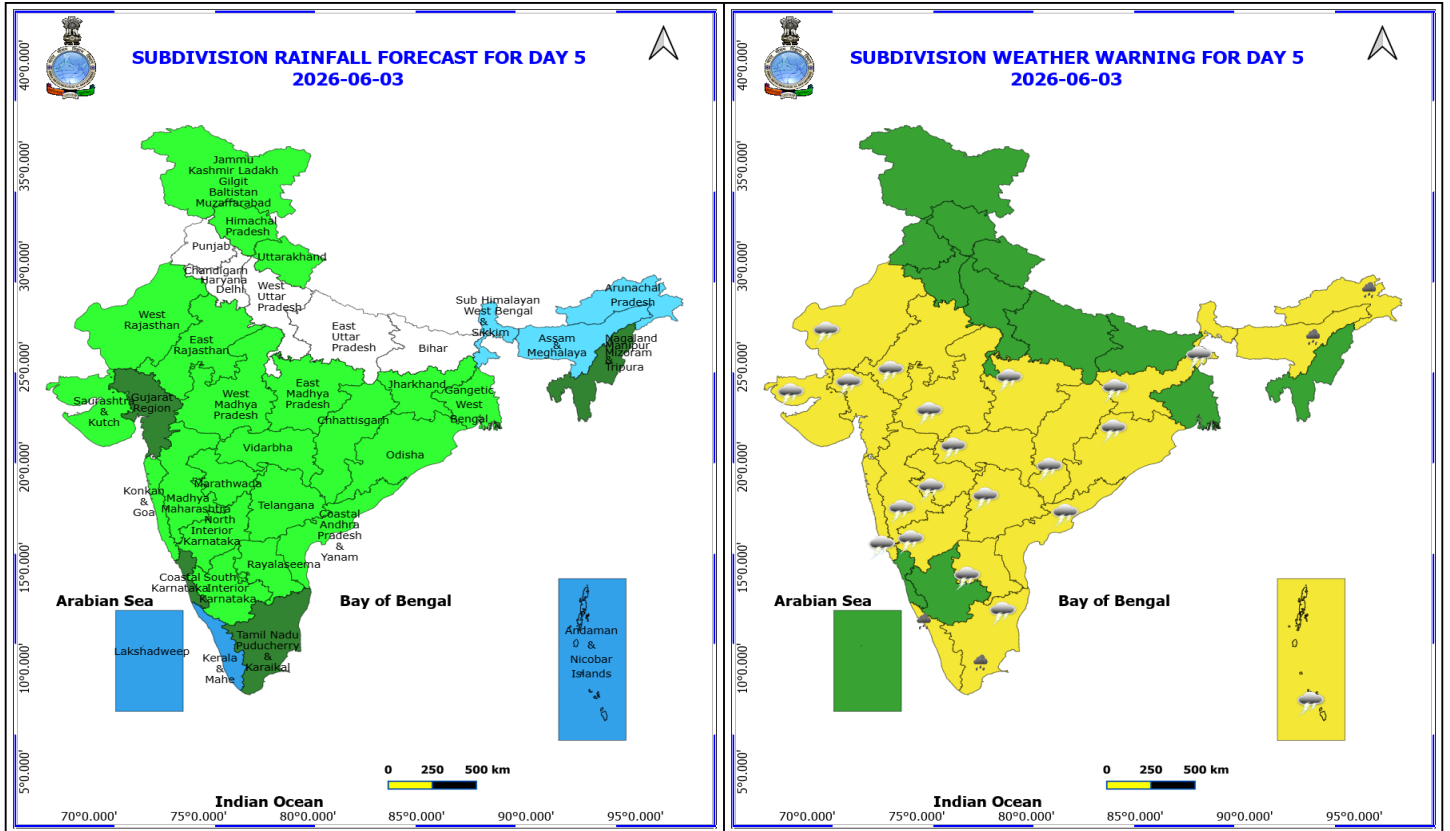 SUBDIVISION RAINFALL FORECAST FOR DAY 5
2026-06-03
40°0.000'
35°0.000'
30°0.000'
25°0.000'
20°0.000'
15°0.000'
10°0.000'
5°0.000'
Jammu
Kashmir Ladakh
Gilgit
Baltistan
Muzaffarabad
Himachal
Pradesh
Punjab
Uttarakhand
Chandigarh
Haryana
Delhi
West
Uttar
Pradesh
West
Rajasthan
East
Rajasthan
East
Uttar
Pradesh
Bihar
Sub Himalayan
West Bengal
&
Sikkim
Arunachal
Pradesh
Assam
&
Meghalaya
Nagaland
Manipur
Mizoram
&
Tripura
Saurashtra
&
Kutch
Gujarat
Region
West
Madhya
Pradesh
East
Madhya
Pradesh
Jharkhand
Gangetic
West
Bengal
Chhattisgarh
Vidarbha
Odisha
Konkan
&
Goa
Marathwada
Madhya
Maharashtra
Telangana
North
Interior
Karnataka
Coastal
Andhra
Pradesh
&
Yanam
Rayalaseema
Coastal
Karnataka
South
Interior
Karnataka
Arabian Sea
Bay of Bengal
Lakshadweep
Kerala
&
Mahe
Tamil Nadu
Puducherry
&
Karaikal
Andaman
&
Nicobar
Islands
0 250 500 km
Indian Ocean
70°0.000' 75°0.000' 80°0.000' 85°0.000' 90°0.000' 95°0.000'
SUBDIVISION WEATHER WARNING FOR DAY 5
2026-06-03
40°0.000'
35°0.000'
30°0.000'
25°0.000'
20°0.000'
15°0.000'
10°0.000'
5°0.000'
Arabian Sea
Bay of Bengal
0 250 500 km
Indian Ocean
70°0.000' 75°0.000' 80°0.000' 85°0.000' 90°0.000' 95°0.000'